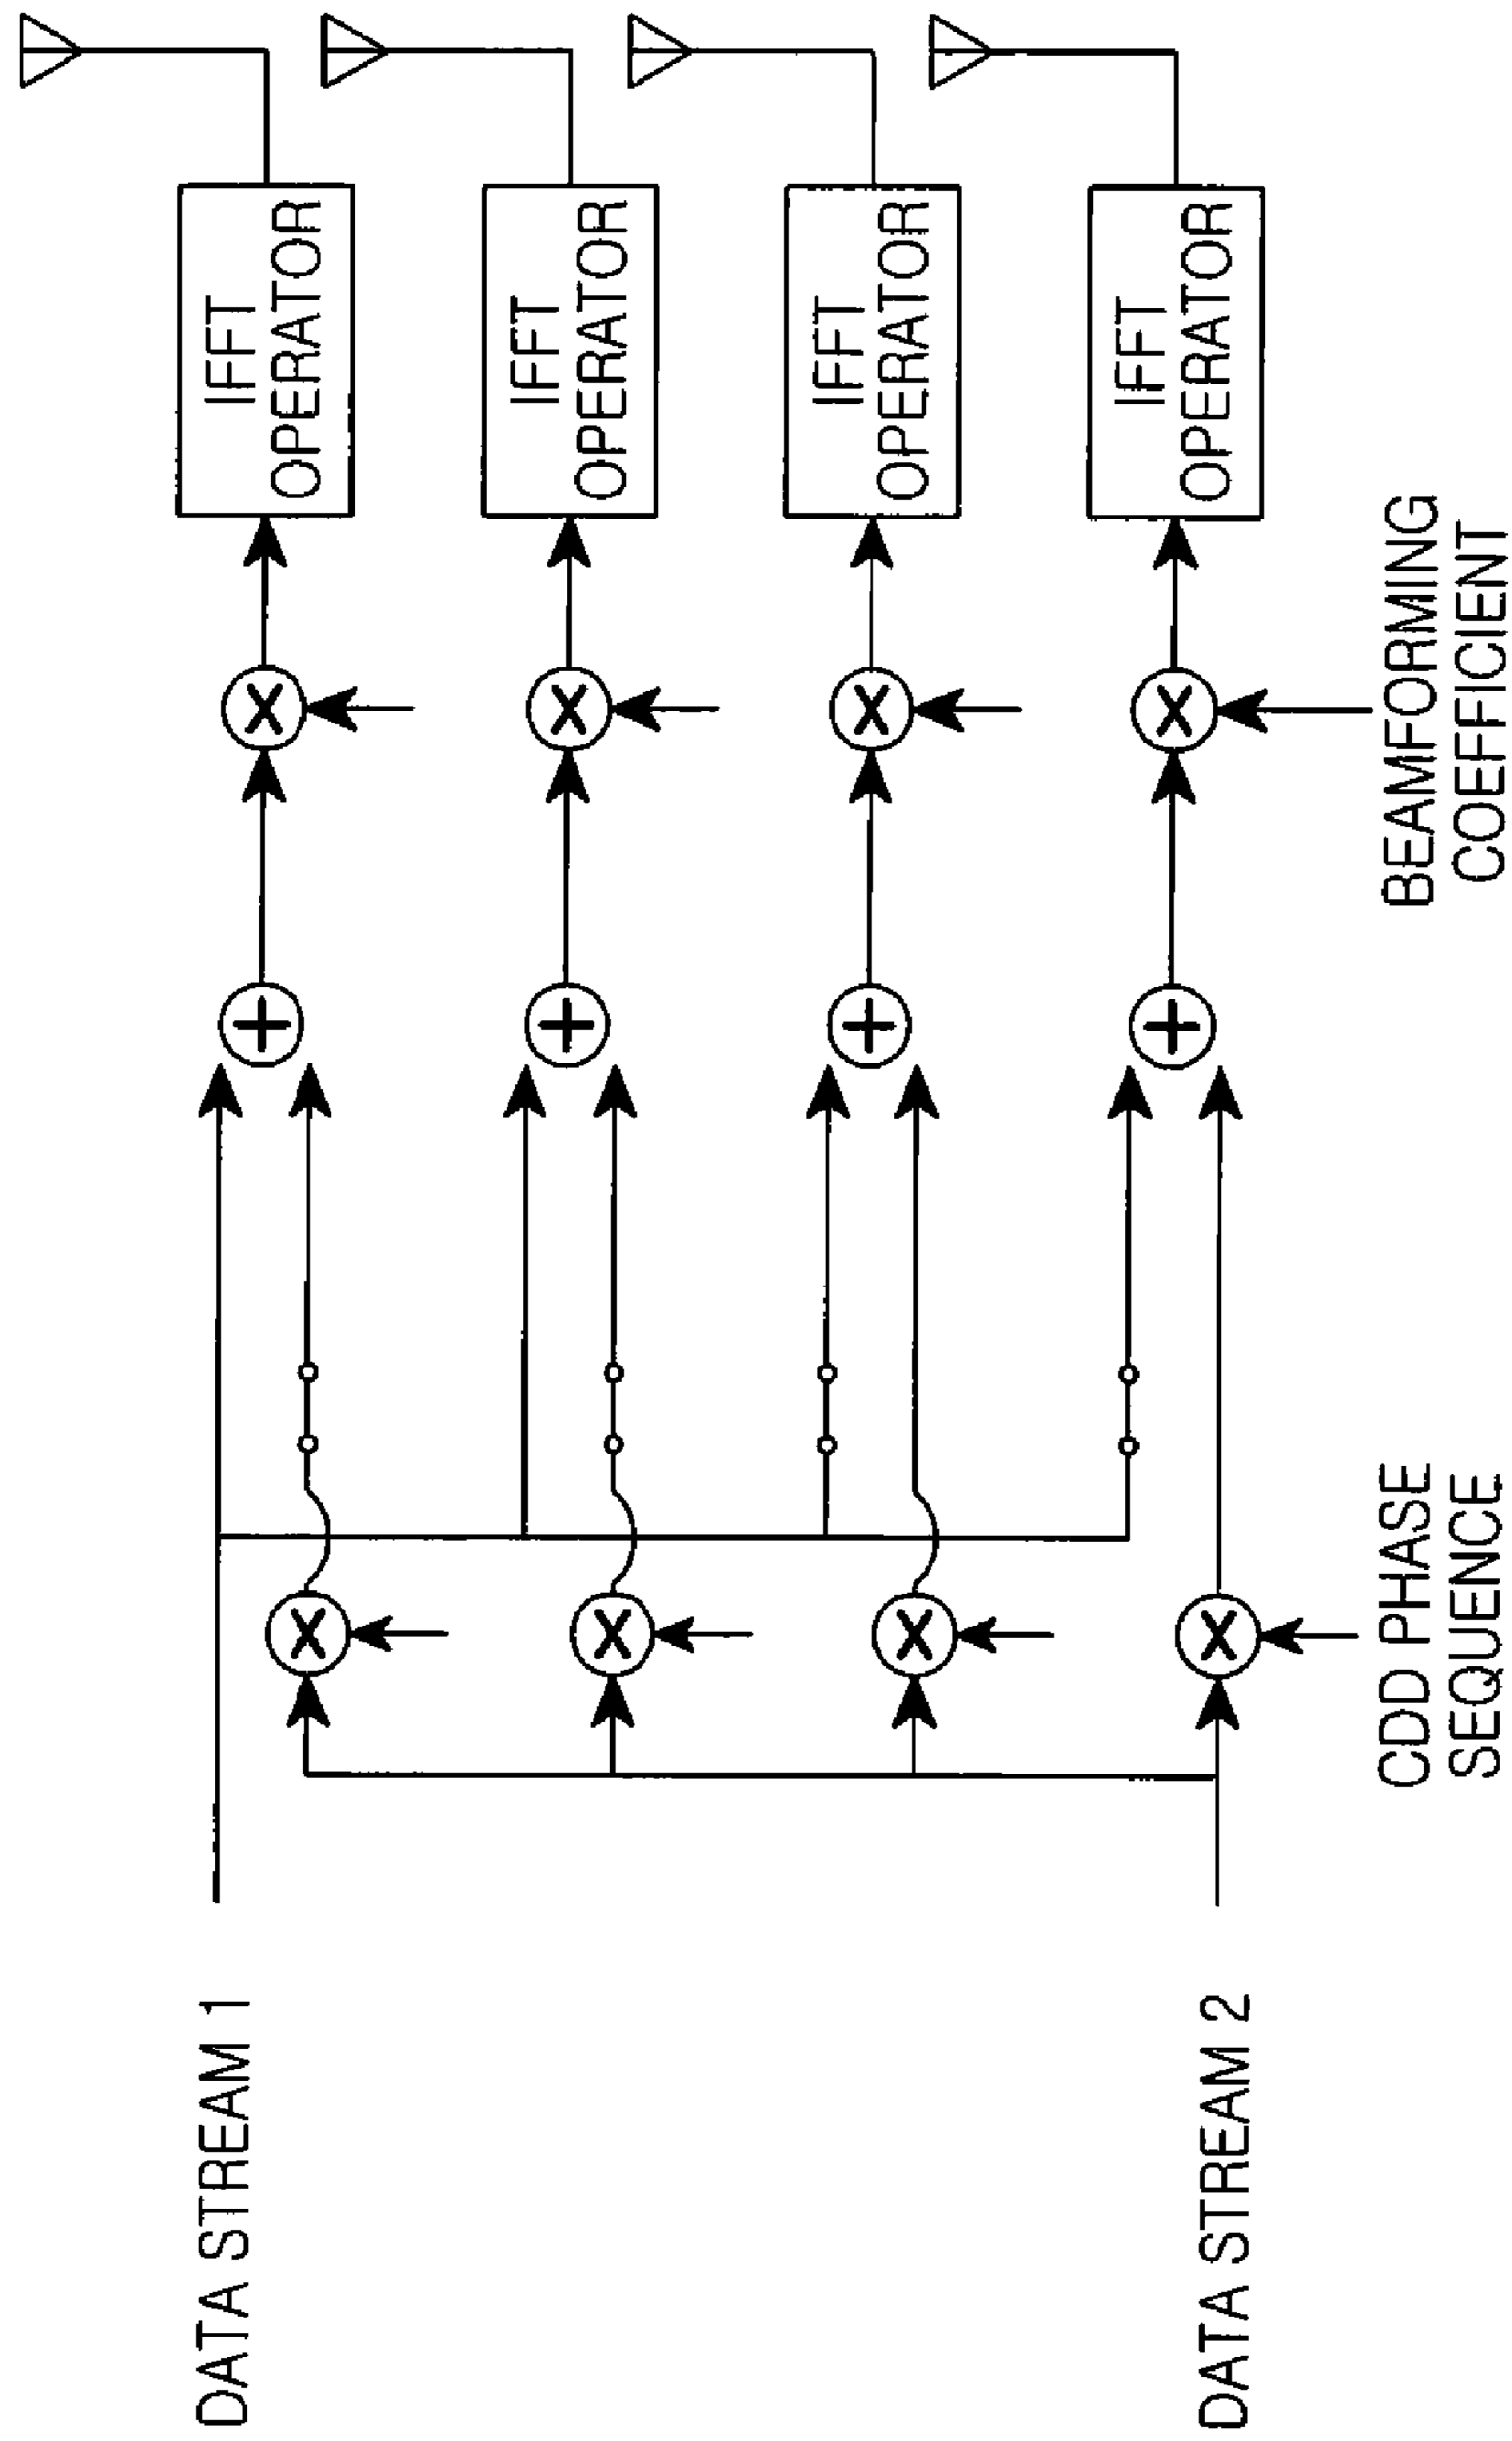 DATA STREAM 1
DATA STREAM 2
CDD PHASE
SEQUENCE
BEAMFORMING
COEFFICIENT
IFFT
OPERATOR
IFFT
OPERATOR
IFFT
OPERATOR
IFFT
OPERATOR